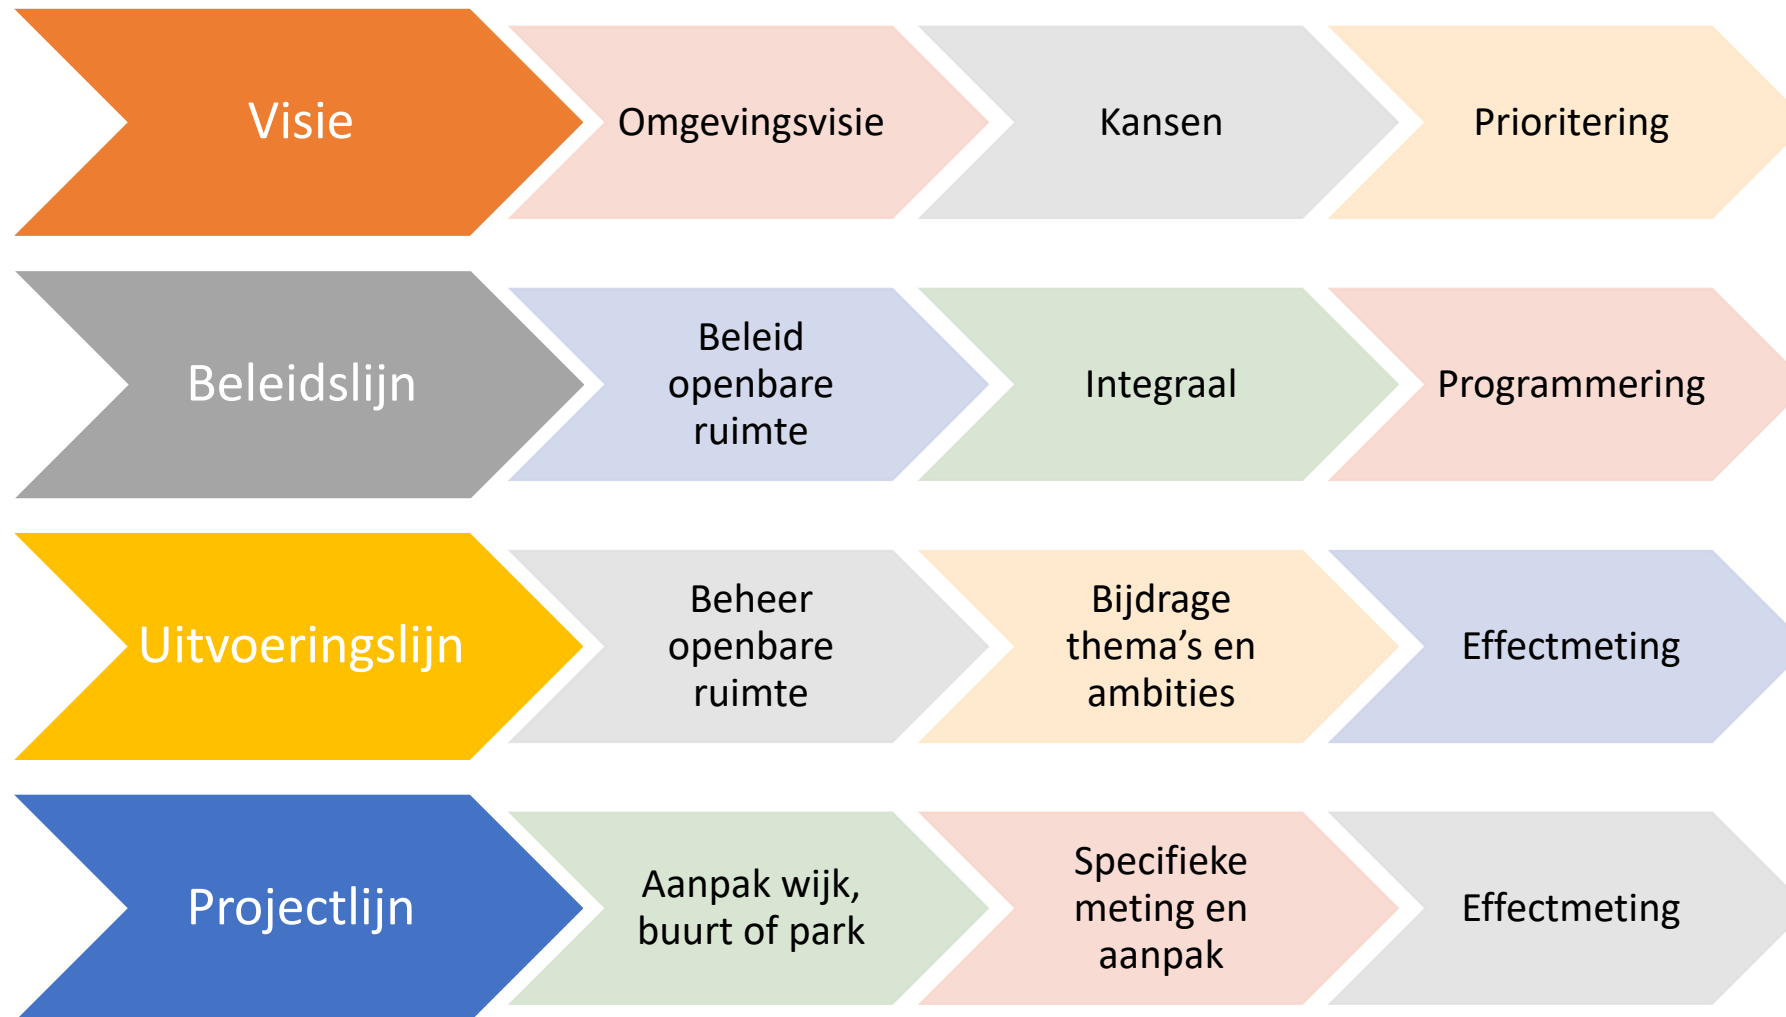 Visie
Omgevingsvisie
Kansen
Prioritering
Beleidslijn
Beleid
openbare
ruimte
Integraal
Programmering
Uitvoeringslijn
Beheer
openbare
ruimte
Bijdrage
thema’s en
ambities
Effectmeting
Projectlijn
Aanpak wijk,
buurt of park
Specifieke
meting en
aanpak
Effectmeting